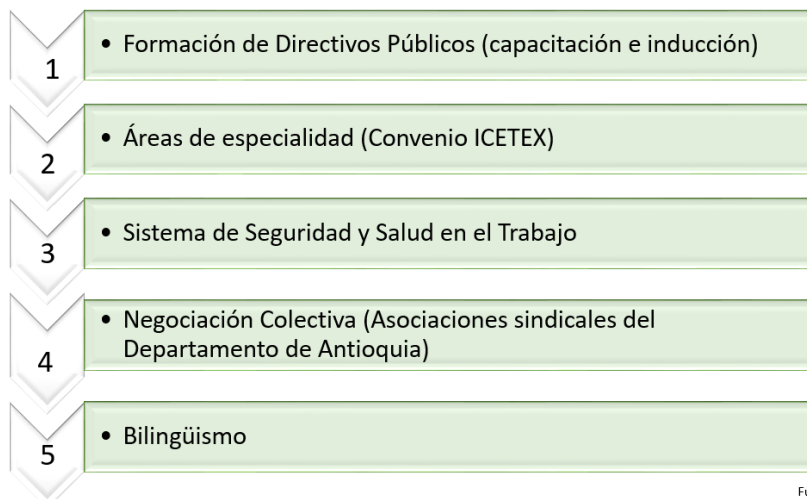 1
• Formación de Directivos Públicos (capacitación e inducción)
2
• Áreas de especialidad (Convenio ICETEX)
3
• Sistema de Seguridad y Salud en el Trabajo
4
• Negociación Colectiva (Asociaciones sindicales del
Departamento de Antioquia)
5
• Bilingüismo